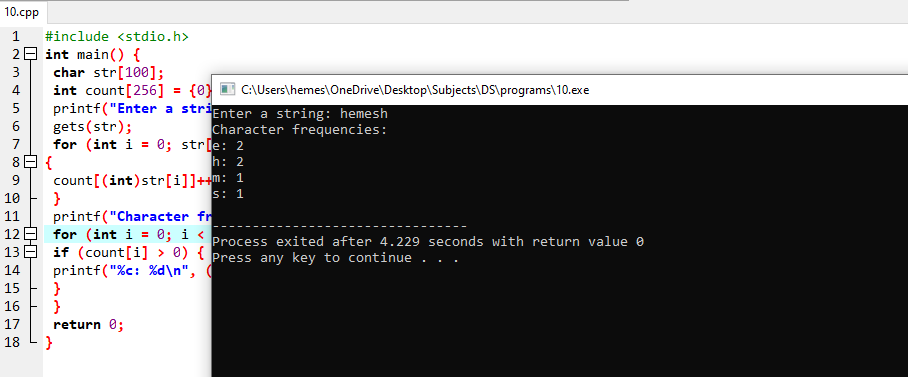 10.cpp
1 #include <stdio.h>
2 int main() {
3 char str[100];
4 int count[256] = {0}
5 printf("Enter a stri
6 gets(str);
7 for (int i = 0; str[
8 {
9 count[(int)str[i]]++
10 }
11 printf("Character fr
12 for (int i = 0; i <
13 if (count[i] > 0) {
14 printf("%c: %d\n", (
15 }
16 }
17 return 0;
18 }
C:\Users\hemes\OneDrive\Desktop\Subjects\DS\programs\10.exe
Enter a string: hemesh
Character frequencies:
e: 2
h: 2
m: 1
s: 1
--------------------------------
Process exited after 4.229 seconds with return value 0
Press any key to continue . . .